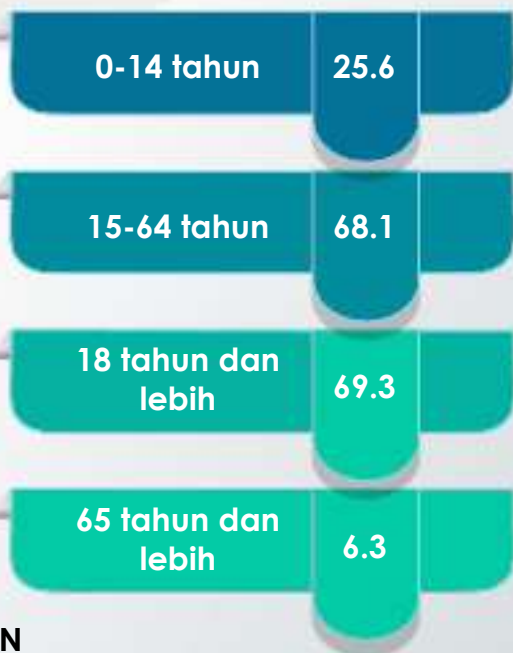 0-14 tahun 25.6
15-64 tahun 68.1
18 tahun dan
lebih 69.3
65 tahun dan
lebih 6.3
N